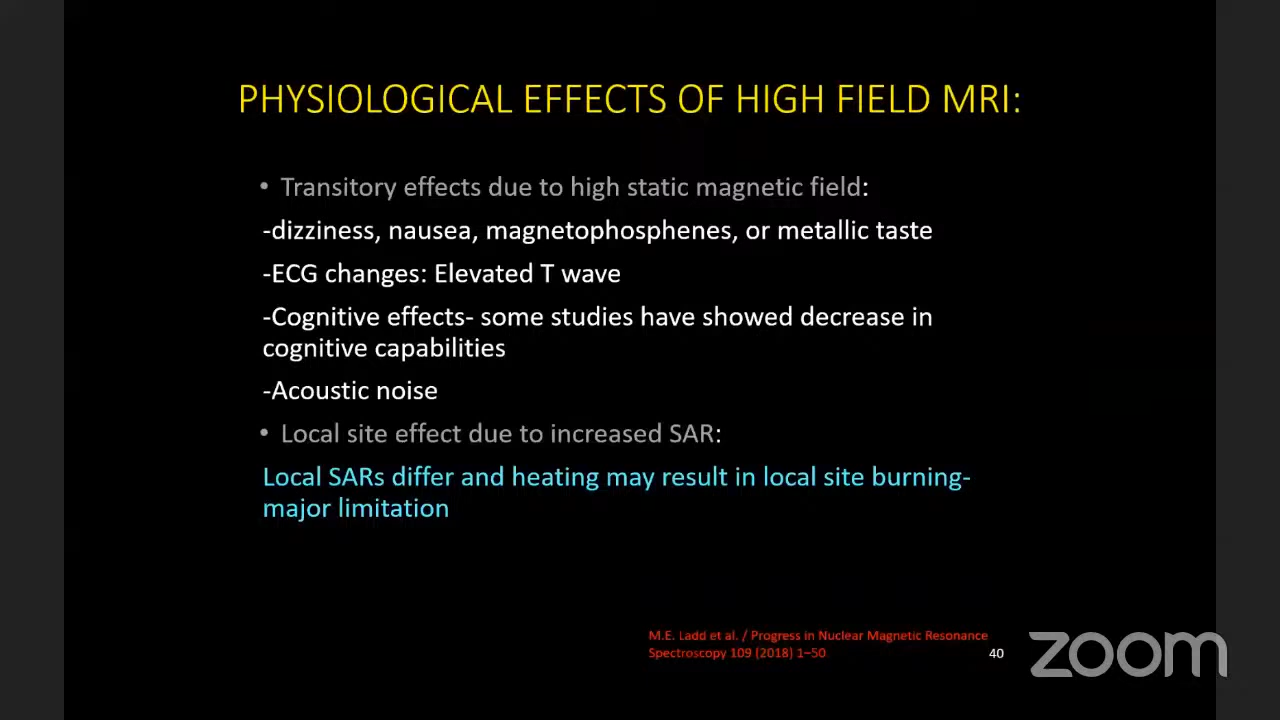 PHYSIOLOGICAL EFFECTS OF HIGH FIELD MRI:
• Transitory effects due to high static magnetic field:
-dizziness, nausea, magnetophosphenes, or metallic taste
-ECG changes: Elevated T wave
-Cognitive effects- some studies have showed decrease in
cognitive capabilities
-Acoustic noise
• Local site effect due to increased SAR:
Local SARs differ and heating may result in local site burning-
major limitation
M.E. Ladd et al. / Progress in Nuclear Magnetic Resonance
Spectroscopy 109 (2018) 1–50
40
zoom